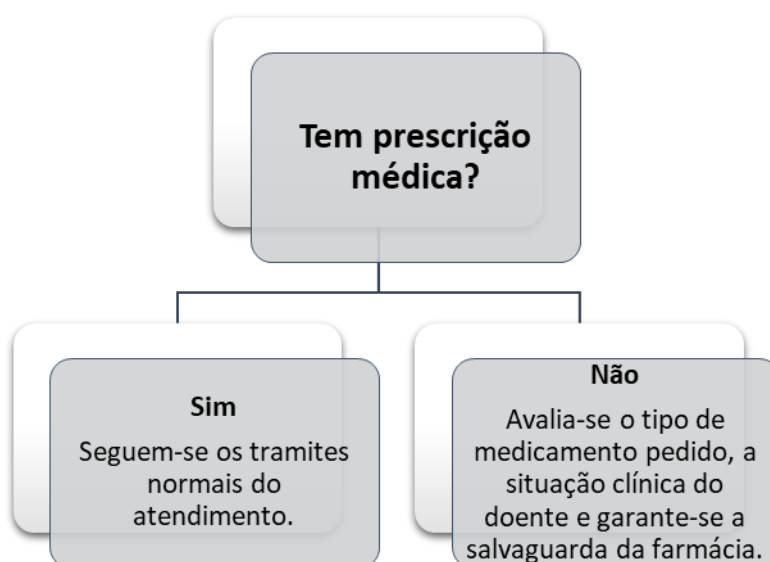 Tem prescrição
médica?
Sim
Seguem-se os tramites
normais do
atendimento.
Não
Avalia-se o tipo de
medicamento pedido, a
situação clínica do
doente e garante-se a
salvaguarda da farmácia.